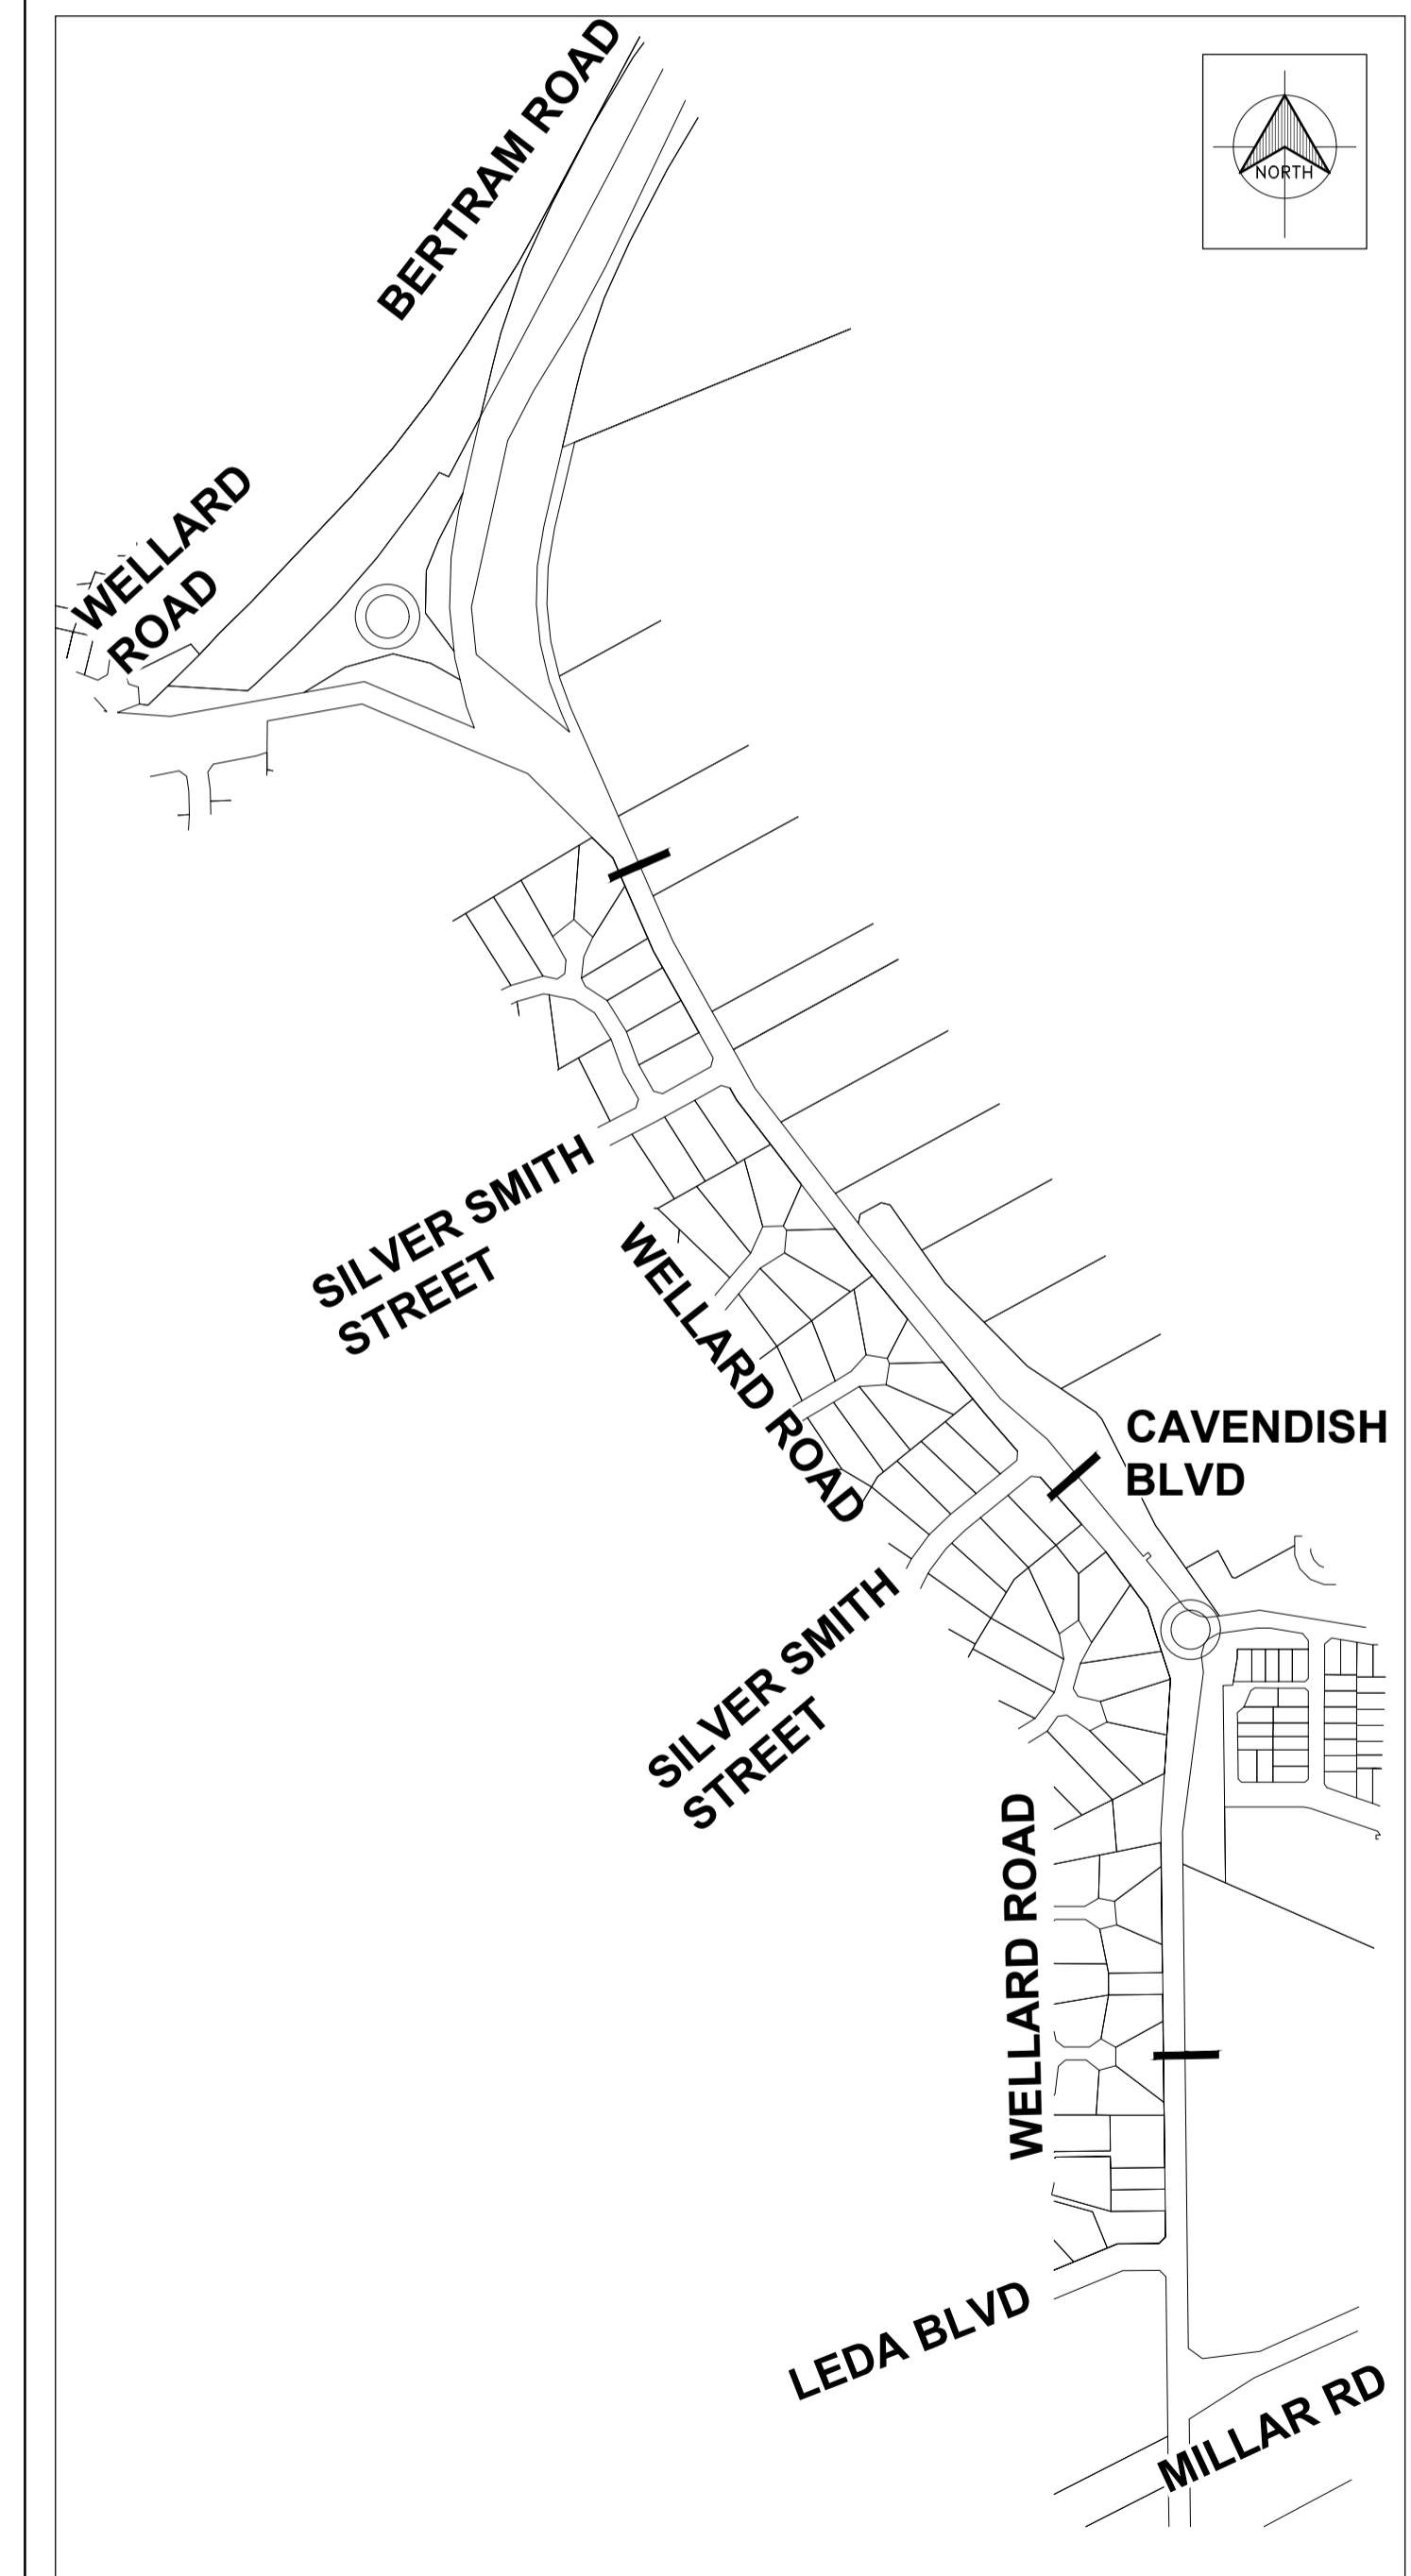 BERTRAM ROAD
NORTH
WELLARD
ROAD
SILVER SMITH
STREET
WELLARD ROAD
CAVENDISH
BLVD
SILVER SMITH
STREET
WELLARD ROAD
LEDA BLVD
MILLAR RD